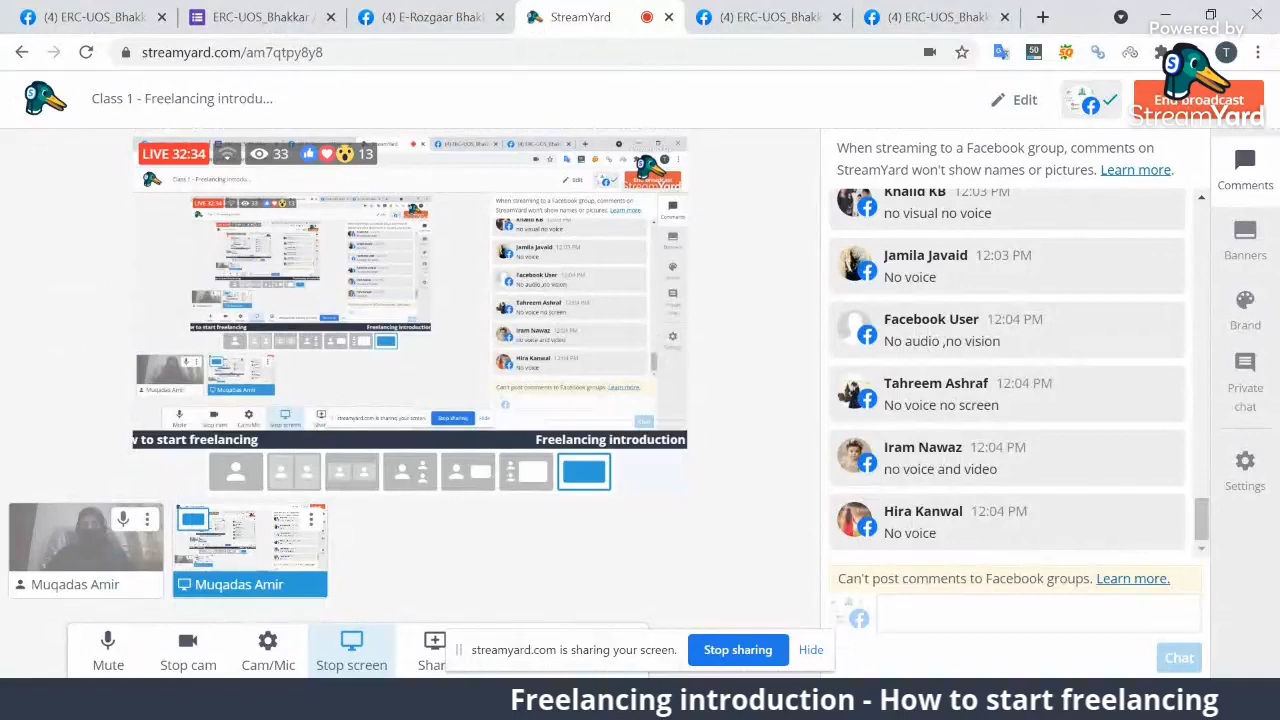 (4) ERC-UOS_Bhakk
ERC-UOS_Bhakkar
(4) E-Rozgaar Bhakk
StreamYard
(4) ERC-UOS_Bhakk
(4) ERC-UOS_Bhakk
Powered by
streamyard.com/am7qtpy8y8
50
T
Class 1 - Freelancing introdu...
Edit
End broadcast
StreamYard
LIVE 32:34
33
13
When streaming to a Facebook group, comments on
StreamYard won't show names or pictures. Learn more.
Khalid KB 12:03 PM
no vaual no voice
Jamila Javaid 12:03 PM
No voice
Facebook User 12:04 PM
No audio ,no vision
Tahreem Ashraf 12:04 PM
No voice no screen
Iram Nawaz 12:04 PM
no voice and video
Hira Kanwal 12:04 PM
No voice
Can't post comments to Facebook groups. Learn more.
Chat
Comments
Banners
Brand
Private
chat
Settings
w to start freelancing
Freelancing introduction
Muqadas Amir
Muqadas Amir
Mute
Stop cam
Cam/Mic
Stop screen
Shar
streamyard.com is sharing your screen.
Stop sharing
Hide
Freelancing introduction - How to start freelancing